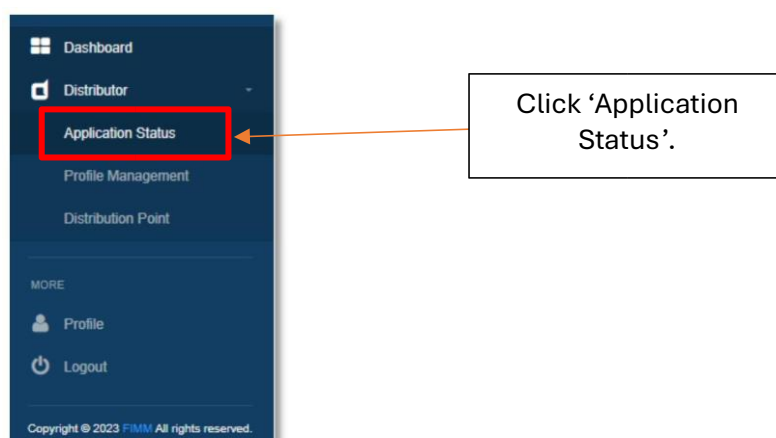 Dashboard
Distributor
Application Status
Click ‘Application
Status’.
Profile Management
Distribution Point
MORE
Profile
Logout
Copyright © 2023 FIMM All rights reserved.